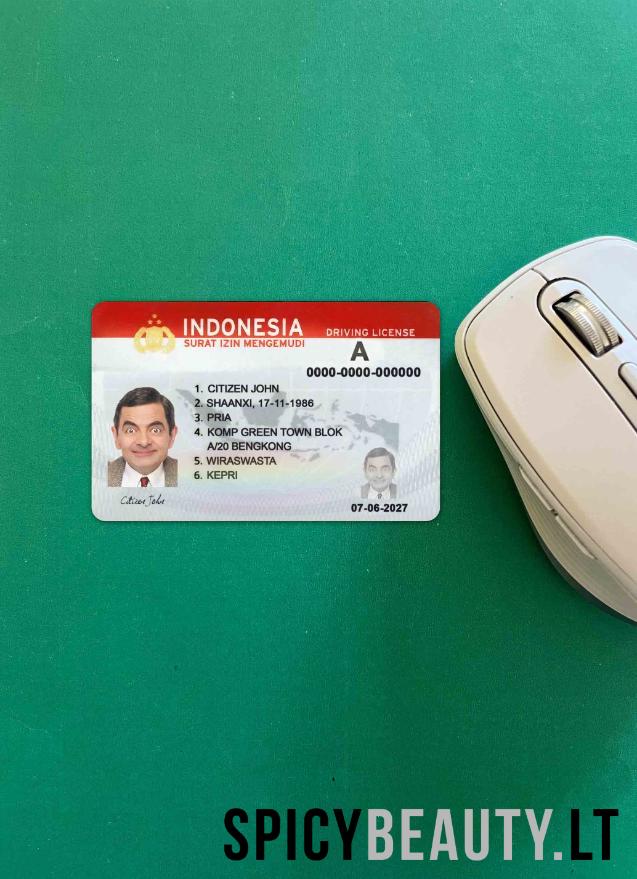 INDONESIA
DRIVING LICENSE
SURAT IZIN MENGEMUDI
A
0000-0000-000000
1. CITIZEN JOHN
2. SHAANXI, 17-11-1986
3. PRIA
4. KOMP GREEN TOWN BLOK
A/20 BENGKONG
5. WIRASWASTA
6. KEPRI
Citizen John
07-06-2027
SPICYBEAUTY.LT